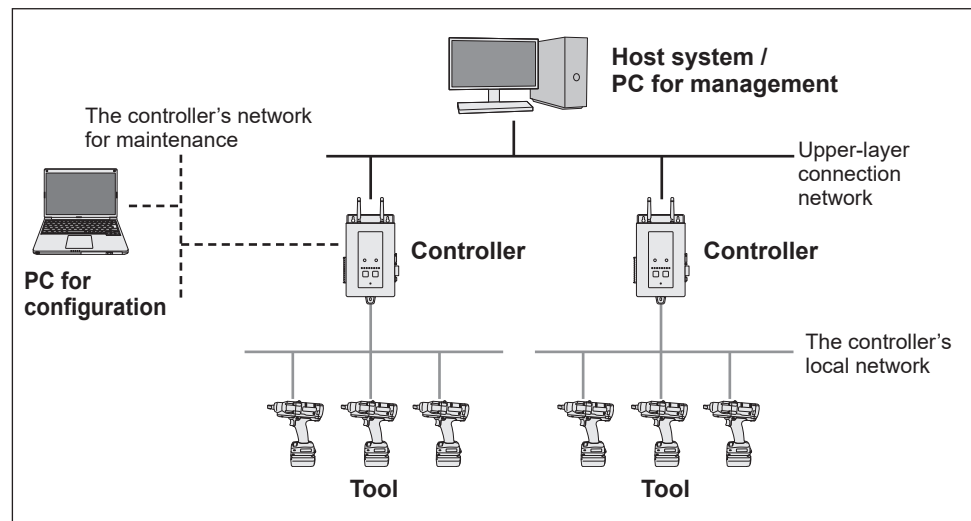 Host system /
PC for management
The controller's network
for maintenance
Upper-layer
connection
network
Controller
Controller
PC for
configuration
The controller's
local network
Tool
Tool